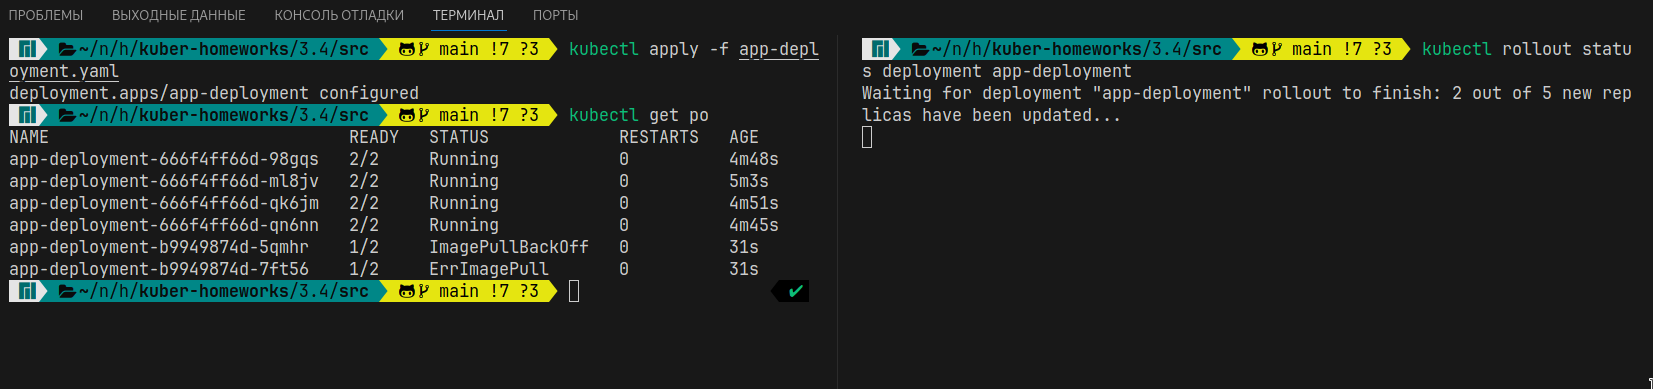 ПРОБЛЕМЫ ВЫХОДНЫЕ ДАННЫЕ КОНСОЛЬ ОТЛАДКИ ТЕРМИНАЛ ПОРТЫ
~/n/h/kuber-homeworks/3.4/src main !7 ?3 kubectl apply -f app-depl
oyment.yaml
deployment.apps/app-deployment configured
~/n/h/kuber-homeworks/3.4/src main !7 ?3 kubectl get po
NAME READY STATUS RESTARTS AGE
app-deployment-666f4ff66d-98gqs 2/2 Running 0 4m48s
app-deployment-666f4ff66d-ml8jv 2/2 Running 0 5m3s
app-deployment-666f4ff66d-qk6jm 2/2 Running 0 4m51s
app-deployment-666f4ff66d-qn6nn 2/2 Running 0 4m45s
app-deployment-b9949874d-5qmhr 1/2 ImagePullBackOff 0 31s
app-deployment-b9949874d-7ft56 1/2 ErrImagePull 0 31s
~/n/h/kuber-homeworks/3.4/src main !7 ?3 ✔
~/n/h/kuber-homeworks/3.4/src main !7 ?3 kubectl rollout statu
s deployment app-deployment
Waiting for deployment "app-deployment" rollout to finish: 2 out of 5 new rep
licas have been updated...